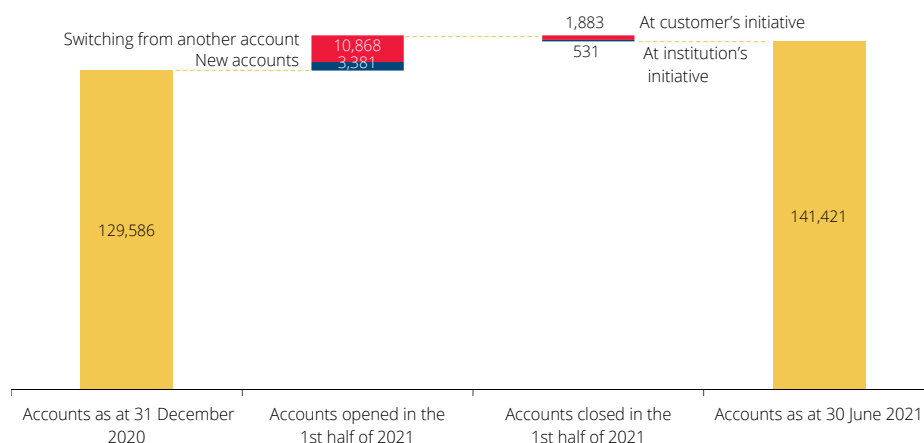 1,883
At customer's initiative
Switching from another account
10,868
New accounts
3,381
531
At institution's
initiative
129,586
141,421
Accounts as at 31 December
2020
Accounts opened in the
1st half of 2021
Accounts closed in the
1st half of 2021
Accounts as at 30 June 2021